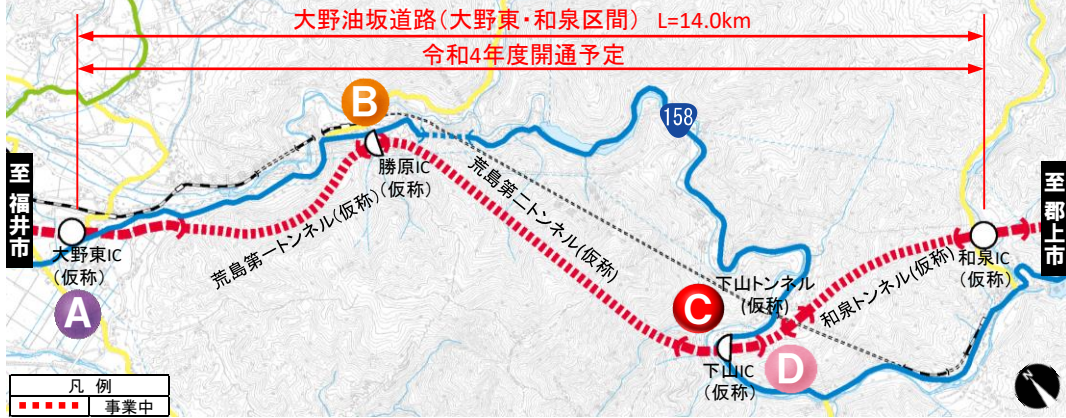 大野油坂道路(大野東・和泉区間) L=14.0km
令和4年度開通予定
B
158
至 福井市
勝原IC
(仮称)
荒島第一トンネル(仮称)
荒島第二トンネル(仮称)
大野東IC
(仮称)
A
至 郡上市
和泉IC
(仮称)
下山トンネル
(仮称)
和泉トンネル(仮称)
C
D
下山IC
(仮称)
凡 例
事業中
N